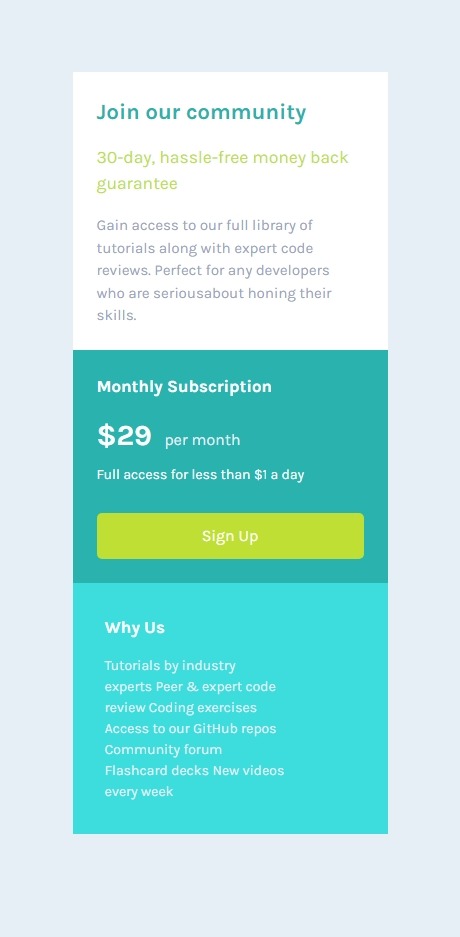 Join our community
30-day, hassle-free money back
guarantee
Gain access to our full library of
tutorials along with expert code
reviews. Perfect for any developers
who are seriousabout honing their
skills.
Monthly Subscription
$29 per month
Full access for less than $1 a day
Sign Up
Why Us
Tutorials by industry
experts Peer & expert code
review Coding exercises
Access to our GitHub repos
Community forum
Flashcard decks New videos
every week